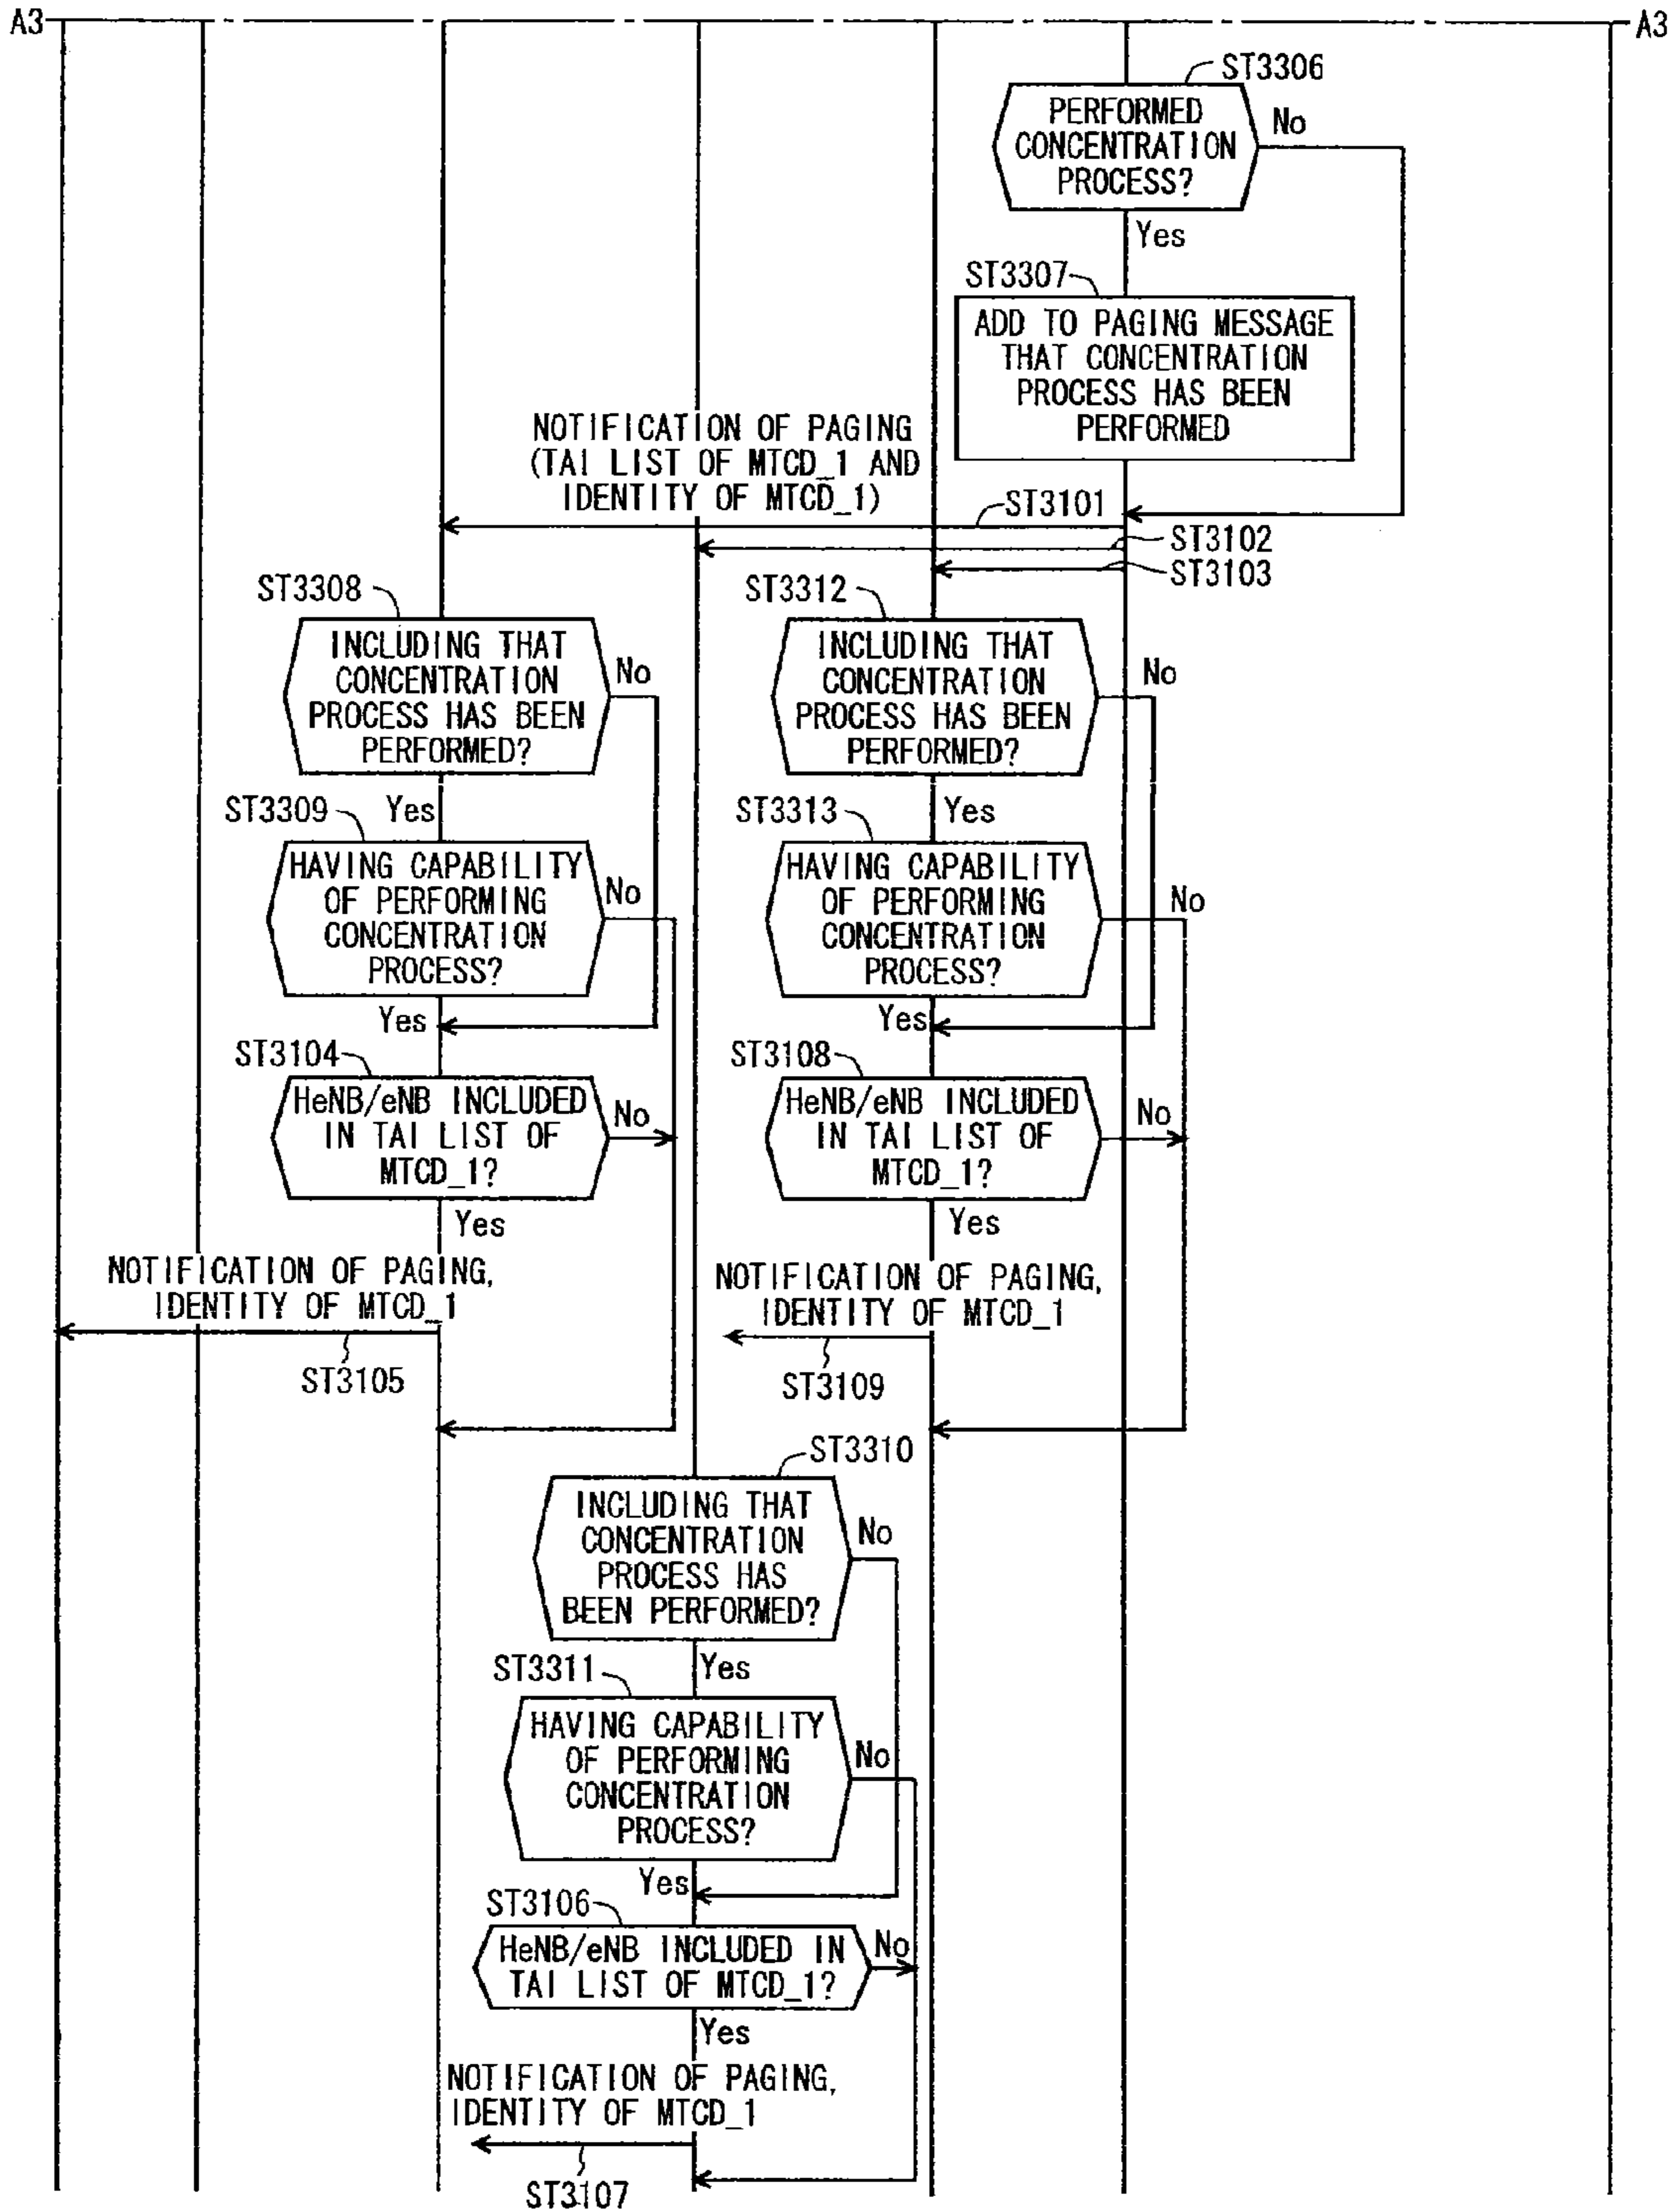 A3
A3
ST3306
PERFORMED
CONCENTRATION
PROCESS?
No
Yes
ST3307
ADD TO PAGING MESSAGE
THAT CONCENTRATION
PROCESS HAS BEEN
PERFORMED
NOTIFICATION OF PAGING
(TAI LIST OF MTCD_1 AND
IDENTITY OF MTCD_1)
ST3101
ST3102
ST3103
ST3308
INCLUDING THAT
CONCENTRATION
PROCESS HAS BEEN
PERFORMED?
No
Yes
ST3309
HAVING CAPABILITY
OF PERFORMING
CONCENTRATION
PROCESS?
No
Yes
ST3104
HeNB/eNB INCLUDED
IN TAI LIST OF
MTCD_1?
No
Yes
NOTIFICATION OF PAGING,
IDENTITY OF MTCD_1
ST3105
ST3312
INCLUDING THAT
CONCENTRATION
PROCESS HAS BEEN
PERFORMED?
No
Yes
ST3313
HAVING CAPABILITY
OF PERFORMING
CONCENTRATION
PROCESS?
No
Yes
ST3108
HeNB/eNB INCLUDED
IN TAI LIST OF
MTCD_1?
No
Yes
NOTIFICATION OF PAGING,
IDENTITY OF MTCD_1
ST3109
ST3310
INCLUDING THAT
CONCENTRATION
PROCESS HAS
BEEN PERFORMED?
No
Yes
ST3311
HAVING CAPABILITY
OF PERFORMING
CONCENTRATION
PROCESS?
No
Yes
ST3106
HeNB/eNB INCLUDED IN
TAI LIST OF MTCD_1?
No
Yes
NOTIFICATION OF PAGING,
IDENTITY OF MTCD_1
ST3107